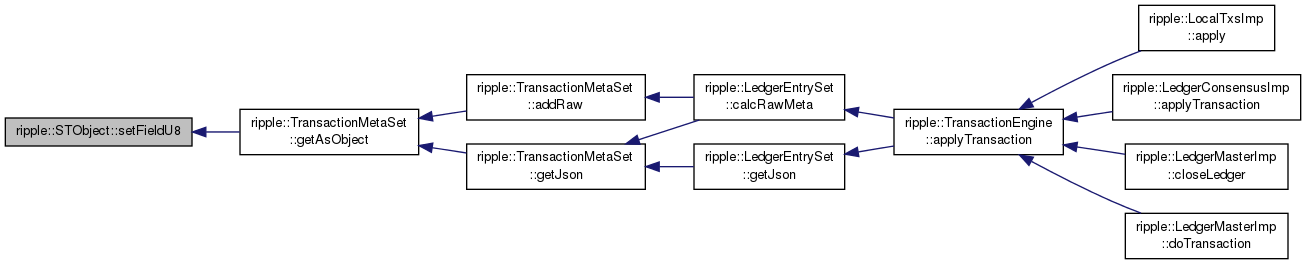 ripple::STObject::setFieldU8
ripple::TransactionMetaSet
::getAsObject
ripple::TransactionMetaSet
::addRaw
ripple::TransactionMetaSet
::getJson
ripple::LedgerEntrySet
::calcRawMeta
ripple::LedgerEntrySet
::getJson
ripple::TransactionEngine
::applyTransaction
ripple::LocalTxsImp
::apply
ripple::LedgerConsensusImp
::applyTransaction
ripple::LedgerMasterImp
::closeLedger
ripple::LedgerMasterImp
::doTransaction